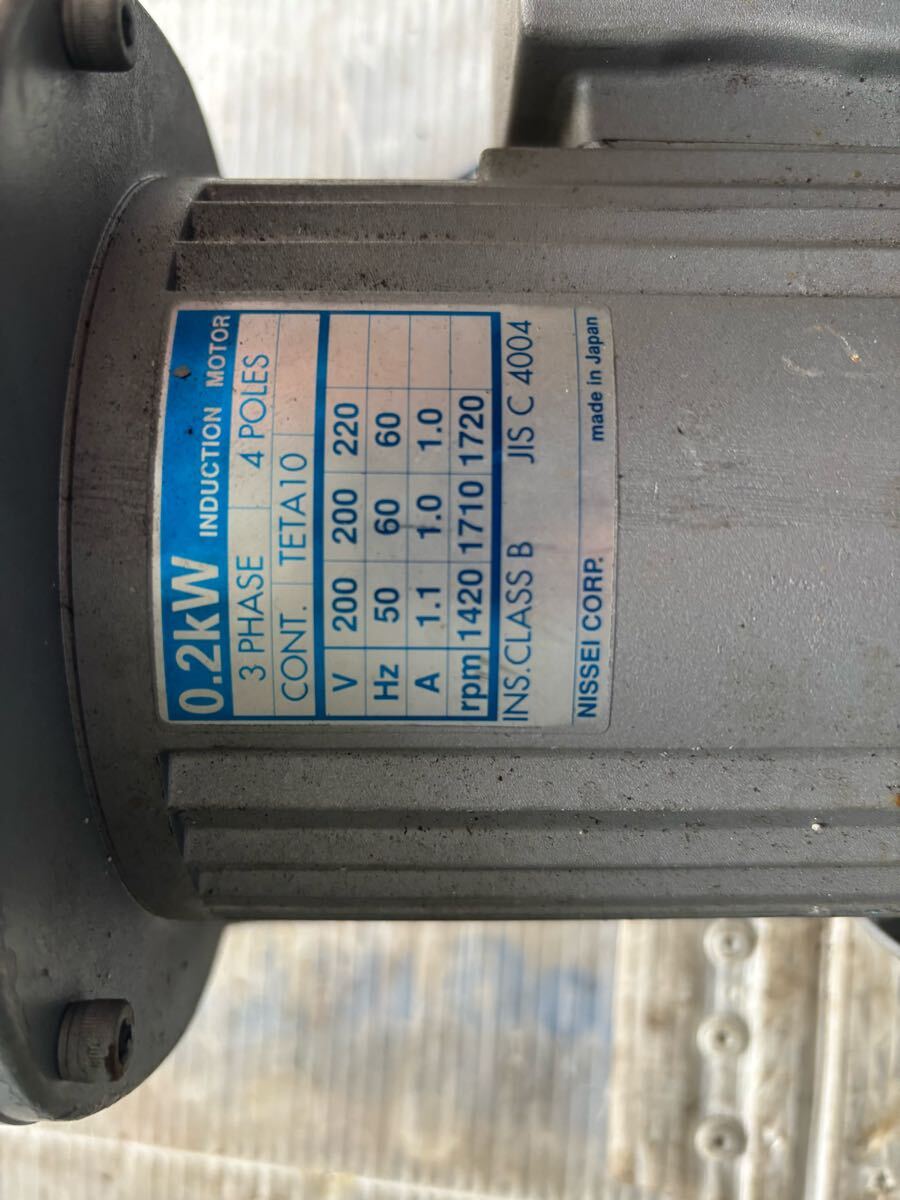 0.2kW INDUCTION MOTOR
3 PHASE 4 POLES
CONT. TETA10
V 200 200 220
Hz 50 60 60
A 1.1 1.0 1.0
rpm 1420 1710 1720
INS.CLASS B JIS C 4004
NISSEI CORP. made in Japan